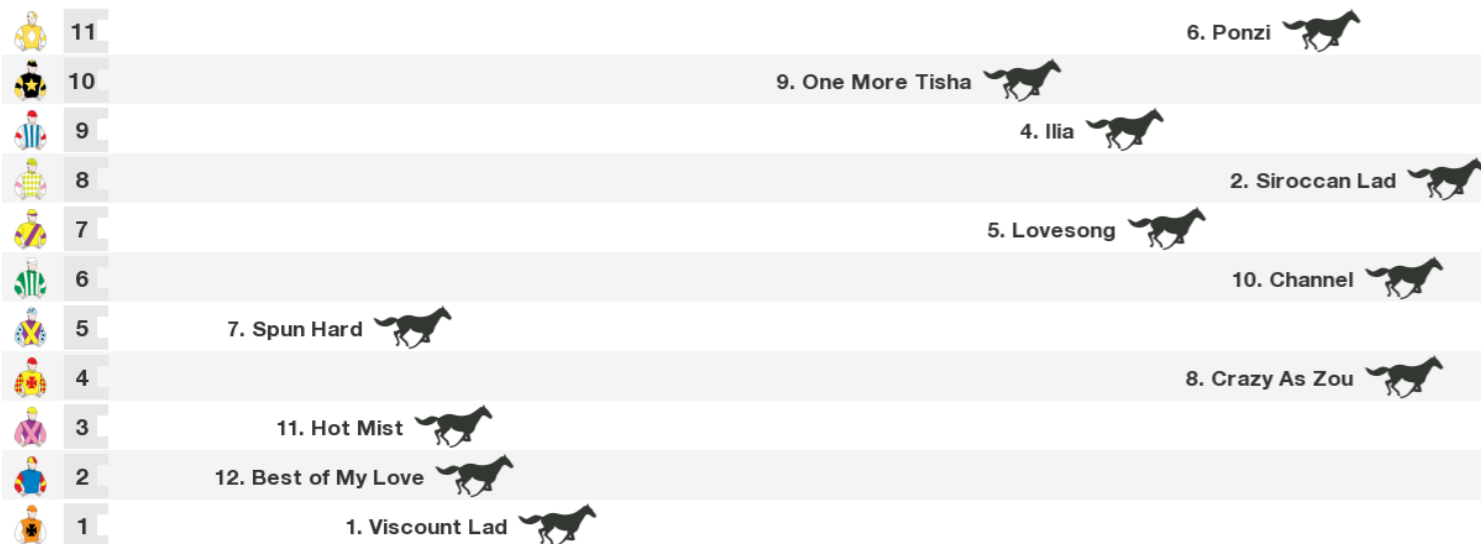 11 6. Ponzi
10 9. One More Tisha
9 4. Ilia
8 2. Siroccan Lad
7 5. Lovesong
6 10. Channel
5 7. Spun Hard
4 8. Crazy As Zou
3 11. Hot Mist
2 12. Best of My Love
1 1. Viscount Lad